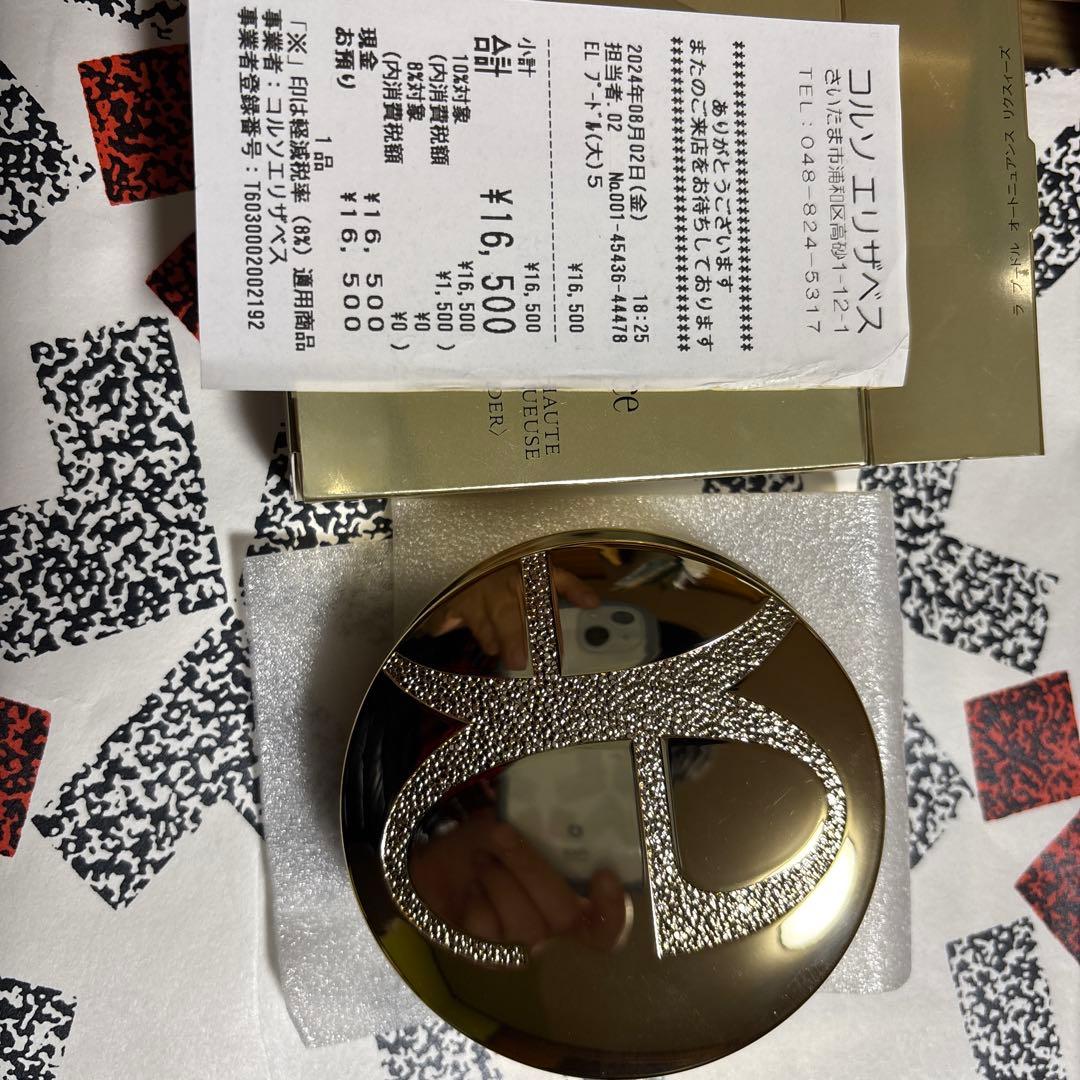 コルソ エリザベス
さいたま市浦和区高砂1-12-1
TEL:048-824-5317
******************************
ありがとうございます
またのご来店をお待ちしております
******************************
2024年08月02日(金) 18:25
担当者.02 No.001-45436-44478
EL プードル(大)5
¥16,500
小計 ¥16,500
合計 ¥16,500
10%対象 ¥16,500
(内消費税額 ¥1,500)
8%対象 ¥0
(内消費税額 ¥0)
現金 ¥16,500
お預り ¥16,500
1品
「※」印は軽減税率(8%)適用商品
事業者:コルソエリザベス
事業者登録番号:T6030002002192
HAUTE
UEUSE
DER〉
ラ プードル オートニュアンス リクスィーズ